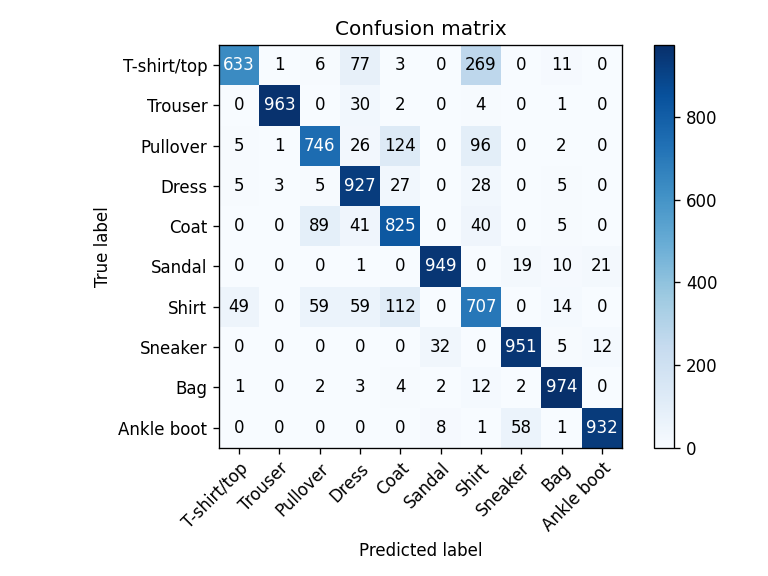 Confusion matrix
T-shirt/top 633 1 6 77 3 0 269 0 11 0
Trouser 0 963 0 30 2 0 4 0 1 0
Pullover 5 1 746 26 124 0 96 0 2 0
Dress 5 3 5 927 27 0 28 0 5 0
Coat 0 0 89 41 825 0 40 0 5 0
Sandal 0 0 0 1 0 949 0 19 10 21
Shirt 49 0 59 59 112 0 707 0 14 0
Sneaker 0 0 0 0 0 32 0 951 5 12
Bag 1 0 2 3 4 2 12 2 974 0
Ankle boot 0 0 0 0 0 8 1 58 1 932
T-shirt/top Trouser Pullover Dress Coat Sandal Shirt Sneaker Bag Ankle boot
Predicted label
True label
800
600
400
200
0